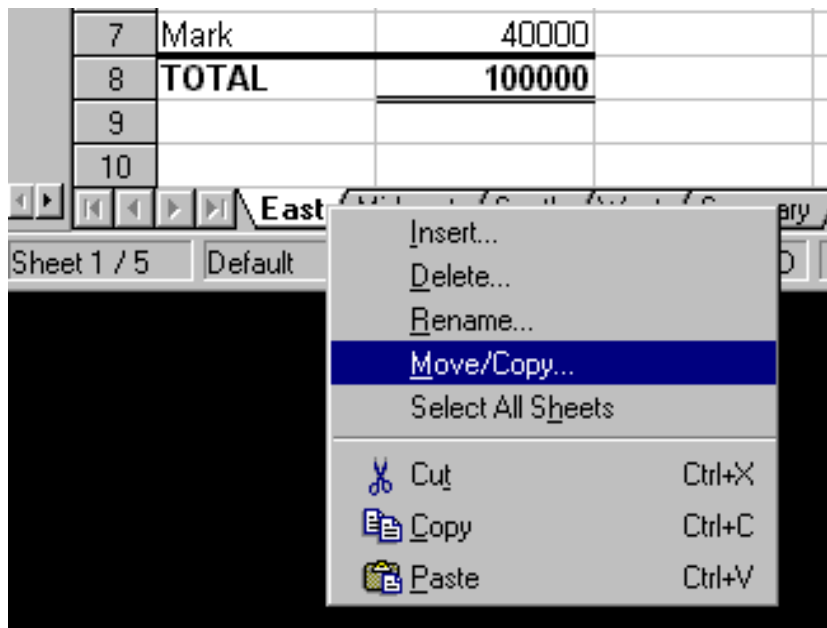 7 Mark 40000
8 TOTAL 100000
9
10
East
Sheet 1 / 5 Default
Insert...
Delete...
Rename...
Move/Copy...
Select All Sheets
Cut Ctrl+X
Copy Ctrl+C
Paste Ctrl+V